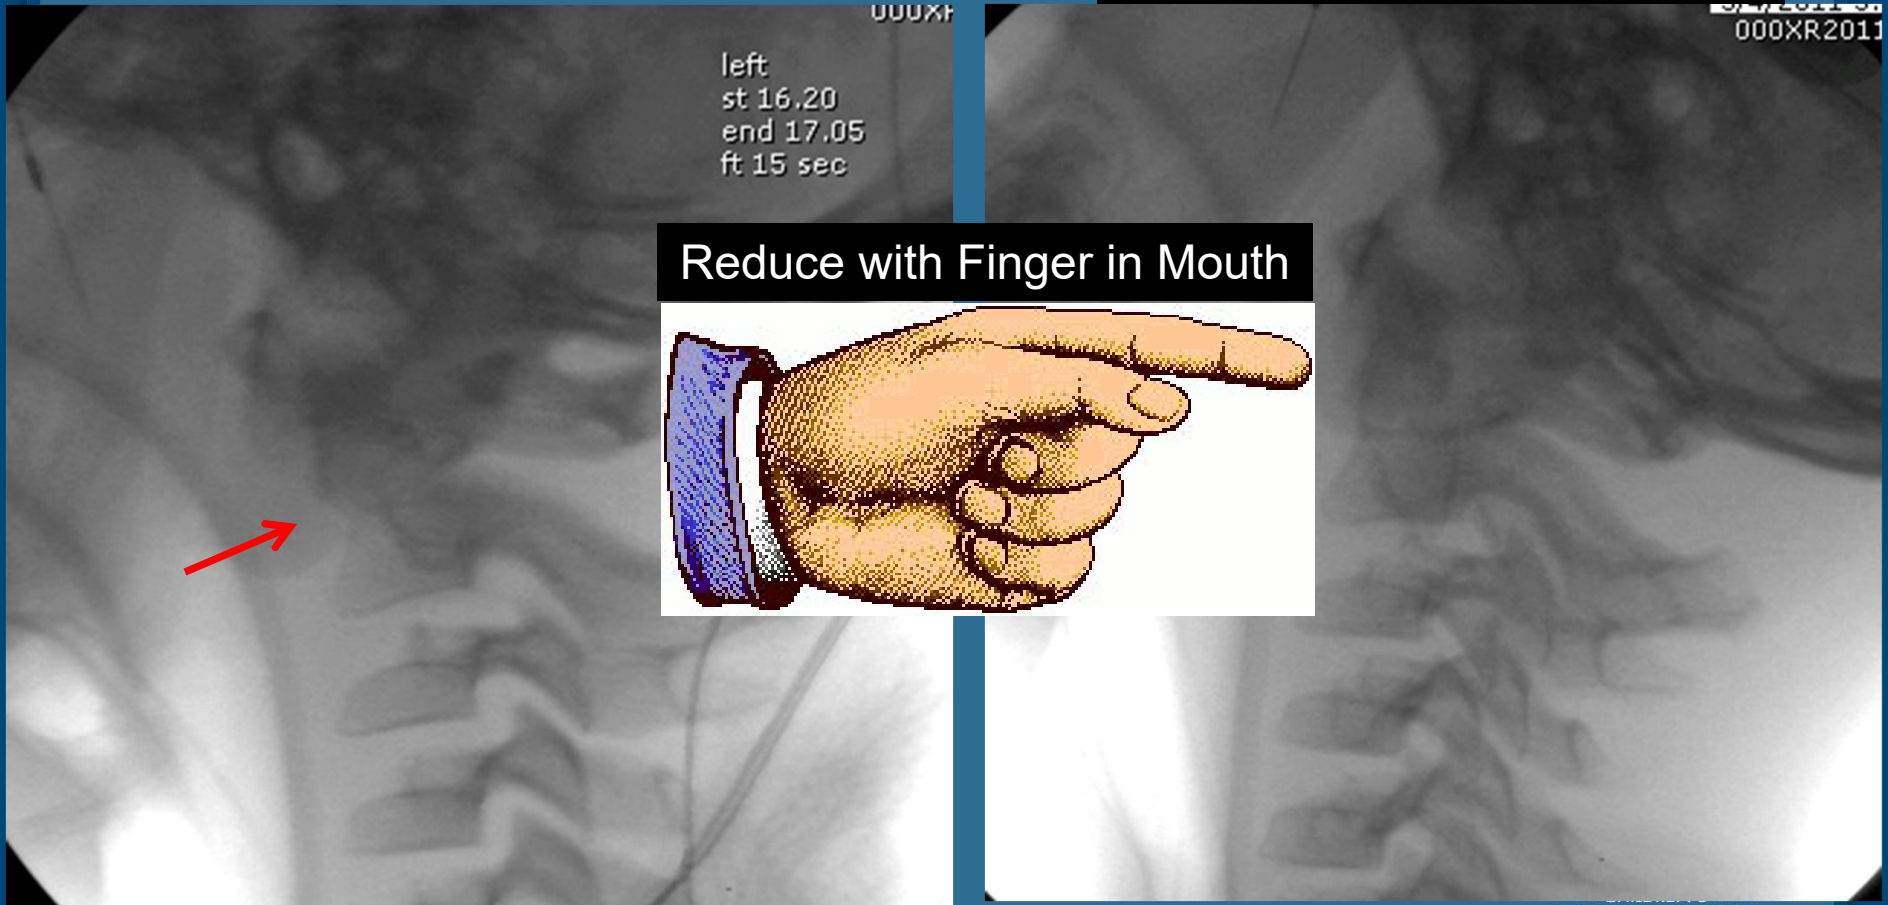 000XR
left
st 16.20
end 17.05
ft 15 sec
000XR2011
Reduce with Finger in Mouth